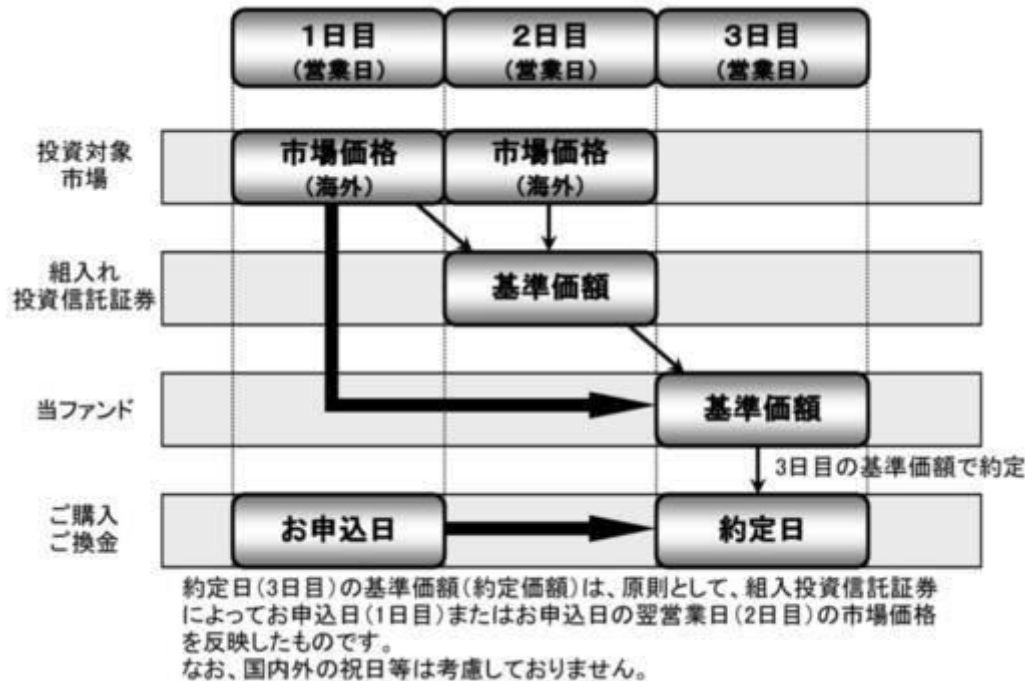 1日目
(営業日)
2日目
(営業日)
3日目
(営業日)
投資対象
市場
市場価格
(海外)
市場価格
(海外)
組入れ
投資信託証券
基準価額
当ファンド
基準価額
3日目の基準価額で約定
ご購入
ご換金
お申込日
約定日
約定日(3日目)の基準価額(約定価額)は、原則として、組入投資信託証券
によってお申込日(1日目)またはお申込日の翌営業日(2日目)の市場価格
を反映したものです。
なお、国内外の祝日等は考慮しておりません。